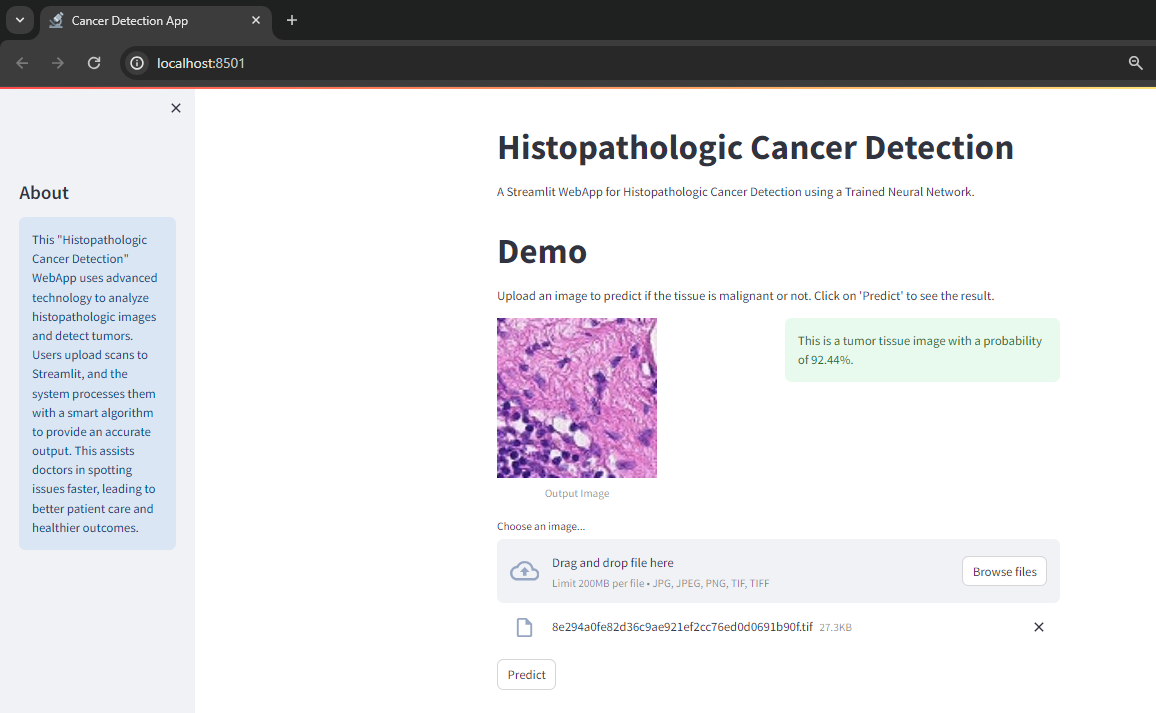 Cancer Detection App
localhost:8501
About
This "Histopathologic
Cancer Detection"
WebApp uses advanced
technology to analyze
histopathologic images
and detect tumors.
Users upload scans to
Streamlit, and the
system processes them
with a smart algorithm
to provide an accurate
output. This assists
doctors in spotting
issues faster, leading to
better patient care and
healthier outcomes.
Histopathologic Cancer Detection
A Streamlit WebApp for Histopathologic Cancer Detection using a Trained Neural Network.
Demo
Upload an image to predict if the tissue is malignant or not. Click on 'Predict' to see the result.
This is a tumor tissue image with a probability
of 92.44%.
Output Image
Choose an image...
Drag and drop file here
Limit 200MB per file • JPG, JPEG, PNG, TIF, TIFF
Browse files
8e294a0fe82d36c9ae921ef2cc76ed0d0691b90f.tif 27.3KB
Predict